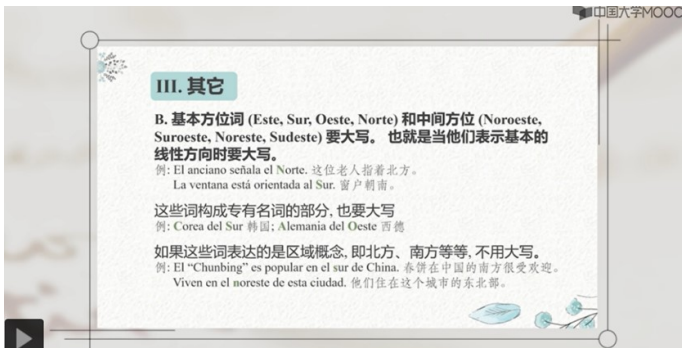 中国大学MOOC
III. 其它
B. 基本方位词 (Este, Sur, Oeste, Norte) 和中间方位 (Noroeste,
Suroeste, Noreste, Sudeste) 要大写。 也就是当他们表示基本的
线性方向时要大写。
例: El anciano señala el Norte. 这位老人指着北方。
La ventana está orientada al Sur. 窗户朝南。
这些词构成专有名词的部分, 也要大写
例: Corea del Sur 韩国; Alemania del Oeste 西德
如果这些词表达的是区域概念, 即北方、南方等等, 不用大写。
例: El “Chunbing” es popular en el sur de China. 春饼在中国的南方很受欢迎。
Viven en el noreste de esta ciudad. 他们住在这个城市的东北部。